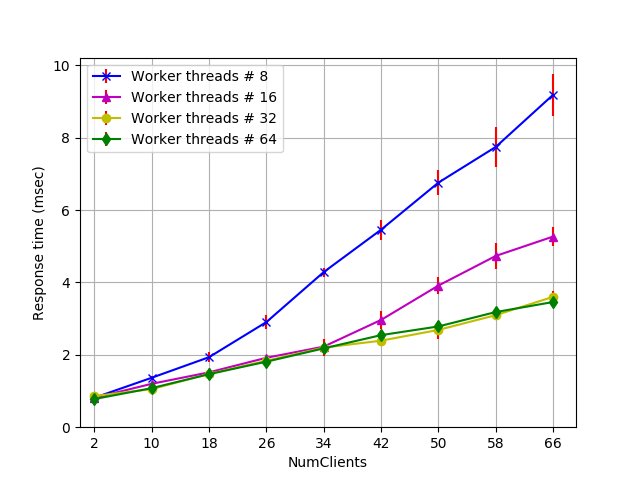 10
8
6
4
2
0
Response time (msec)
Worker threads # 8
Worker threads # 16
Worker threads # 32
Worker threads # 64
2 10 18 26 34 42 50 58 66
NumClients